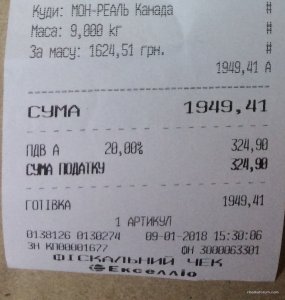 Куди: МОН-РЕАЛЬ Канада #
Маса: 9,000 кг #
За масу: 1624,51 грн. #
1949,41 А
СУМА 1949,41
ПДВ А 20,00% 324,90
СУМА ПОДАТКУ 324,90
ГОТІВКА 1949,41
1 АРТИКУЛ
0138126 0130274 09-01-2018 15:30:06
ЗН КП00001677 ФН 3000063301
ФІСКАЛЬНИЙ ЧЕК
Екселліо